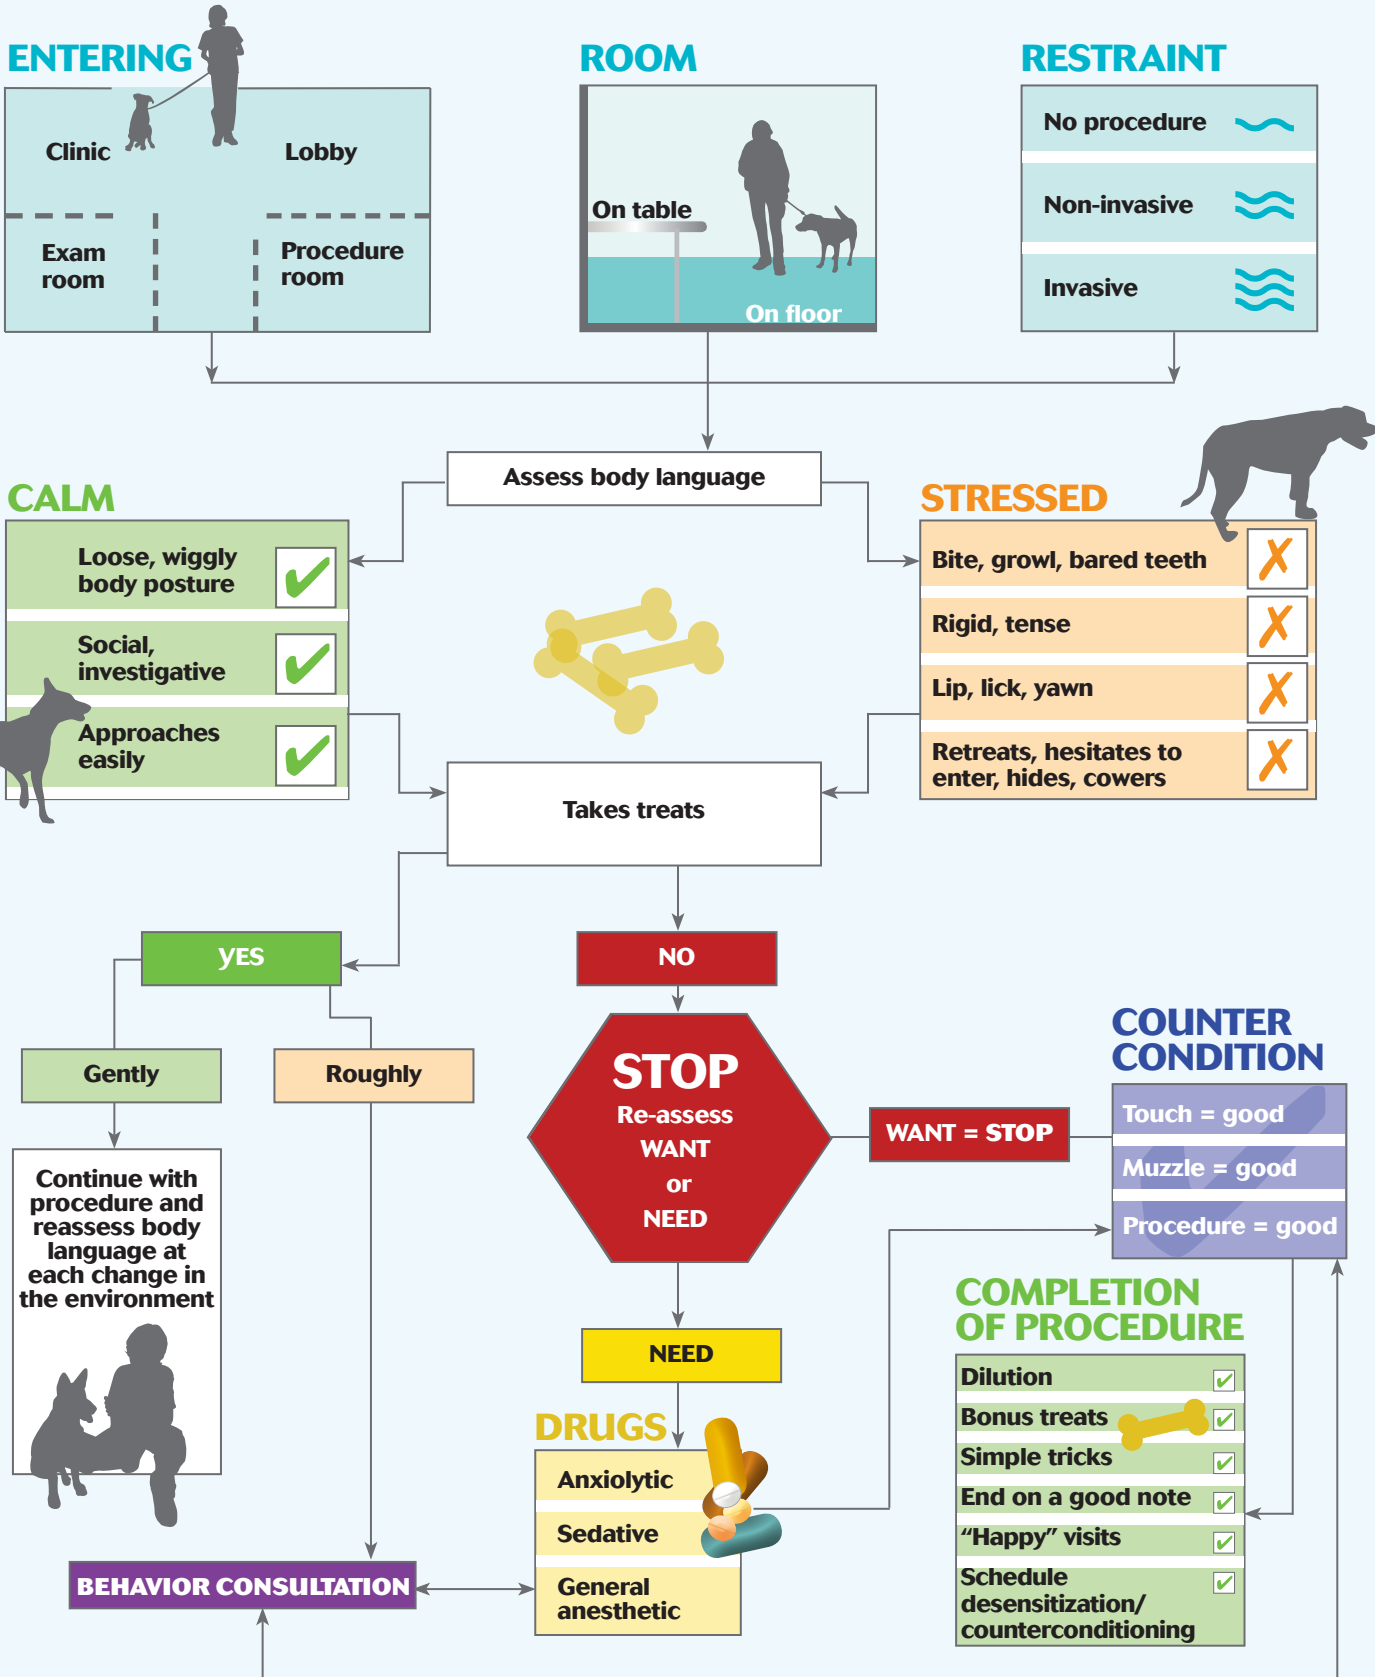 ENTERING
Clinic
Lobby
Exam
room
Procedure
room
ROOM
On table
On floor
RESTRAINT
No procedure
Non-invasive
Invasive
Assess body language
CALM
Loose, wiggly
body posture
Social,
investigative
Approaches
easily
STRESSED
Bite, growl, bared teeth
Rigid, tense
Lip, lick, yawn
Retreats, hesitates to
enter, hides, cowers
Takes treats
YES
NO
Gently
Roughly
Continue with
procedure and
reassess body
language at
each change in
the environment
STOP
Re-assess
WANT
or
NEED
WANT = STOP
COUNTER
CONDITION
Touch = good
Muzzle = good
Procedure = good
NEED
DRUGS
Anxiolytic
Sedative
General
anesthetic
BEHAVIOR CONSULTATION
COMPLETION
OF PROCEDURE
Dilution
Bonus treats
Simple tricks
End on a good note
“Happy” visits
Schedule
desensitization/
counterconditioning